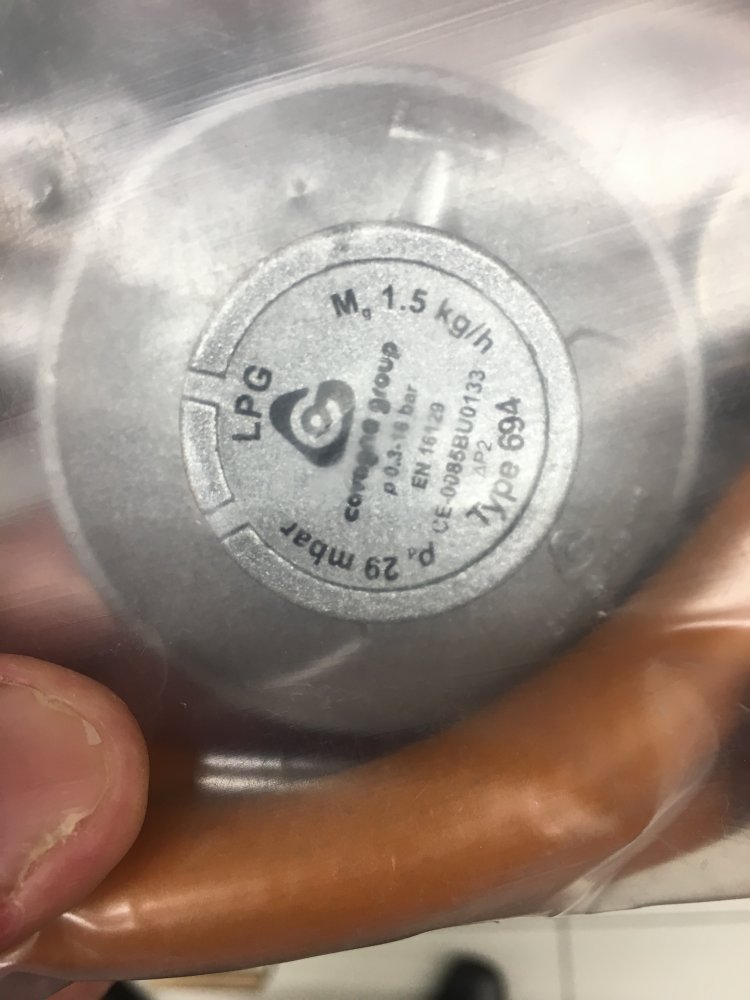 LPG
cavagna group
p 0.3-16 bar
EN 16129
CE-0085BU0133
ΔP2
Type 694
Mg 1.5 kg/h
Pd 29 mbar